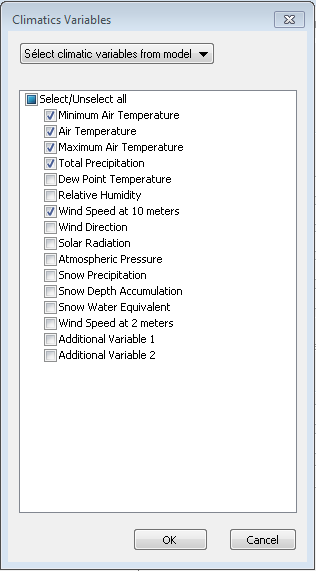 Climatics Variables
Sélect climatic variables from model
Select/Unselect all
Minimum Air Temperature
Air Temperature
Maximum Air Temperature
Total Precipitation
Dew Point Temperature
Relative Humidity
Wind Speed at 10 meters
Wind Direction
Solar Radiation
Atmospheric Pressure
Snow Precipitation
Snow Depth Accumulation
Snow Water Equivalent
Wind Speed at 2 meters
Additional Variable 1
Additional Variable 2
OK
Cancel